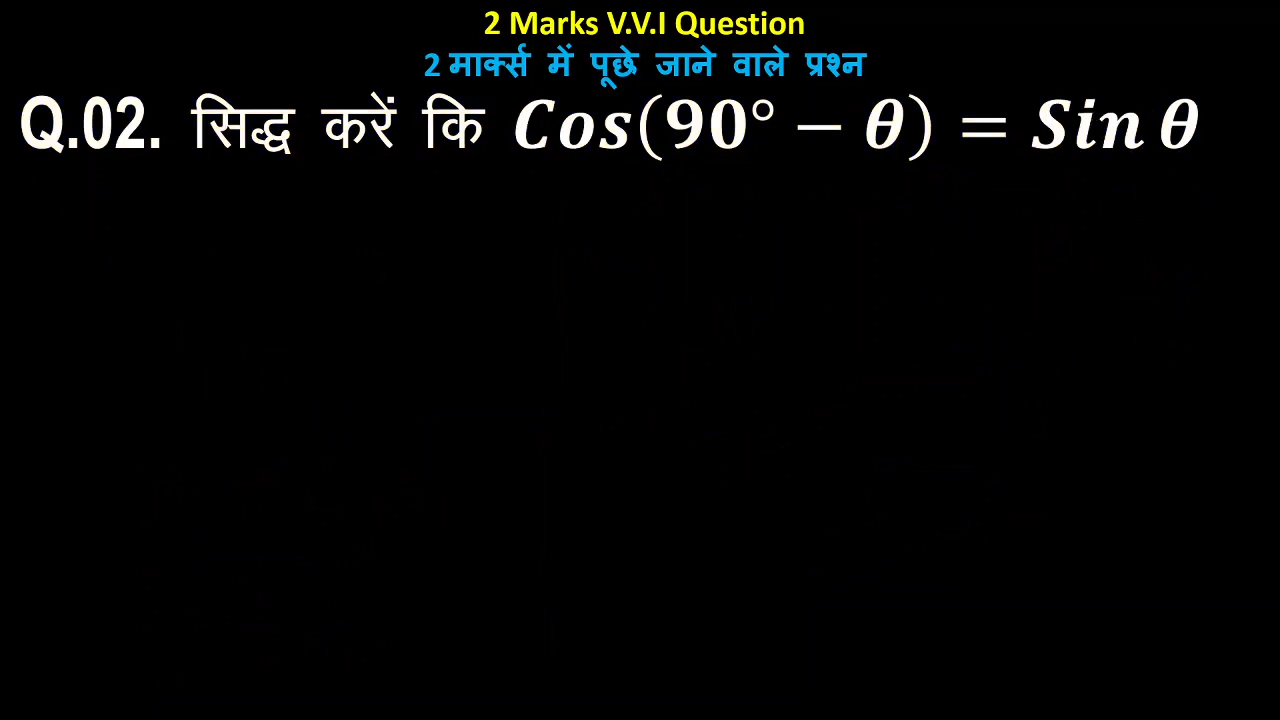 2 Marks V.V.I Question
2 मार्क्स में पूछे जाने वाले प्रश्न
Q.02. सिद्ध करें कि Cos(90° − θ) = Sin θ